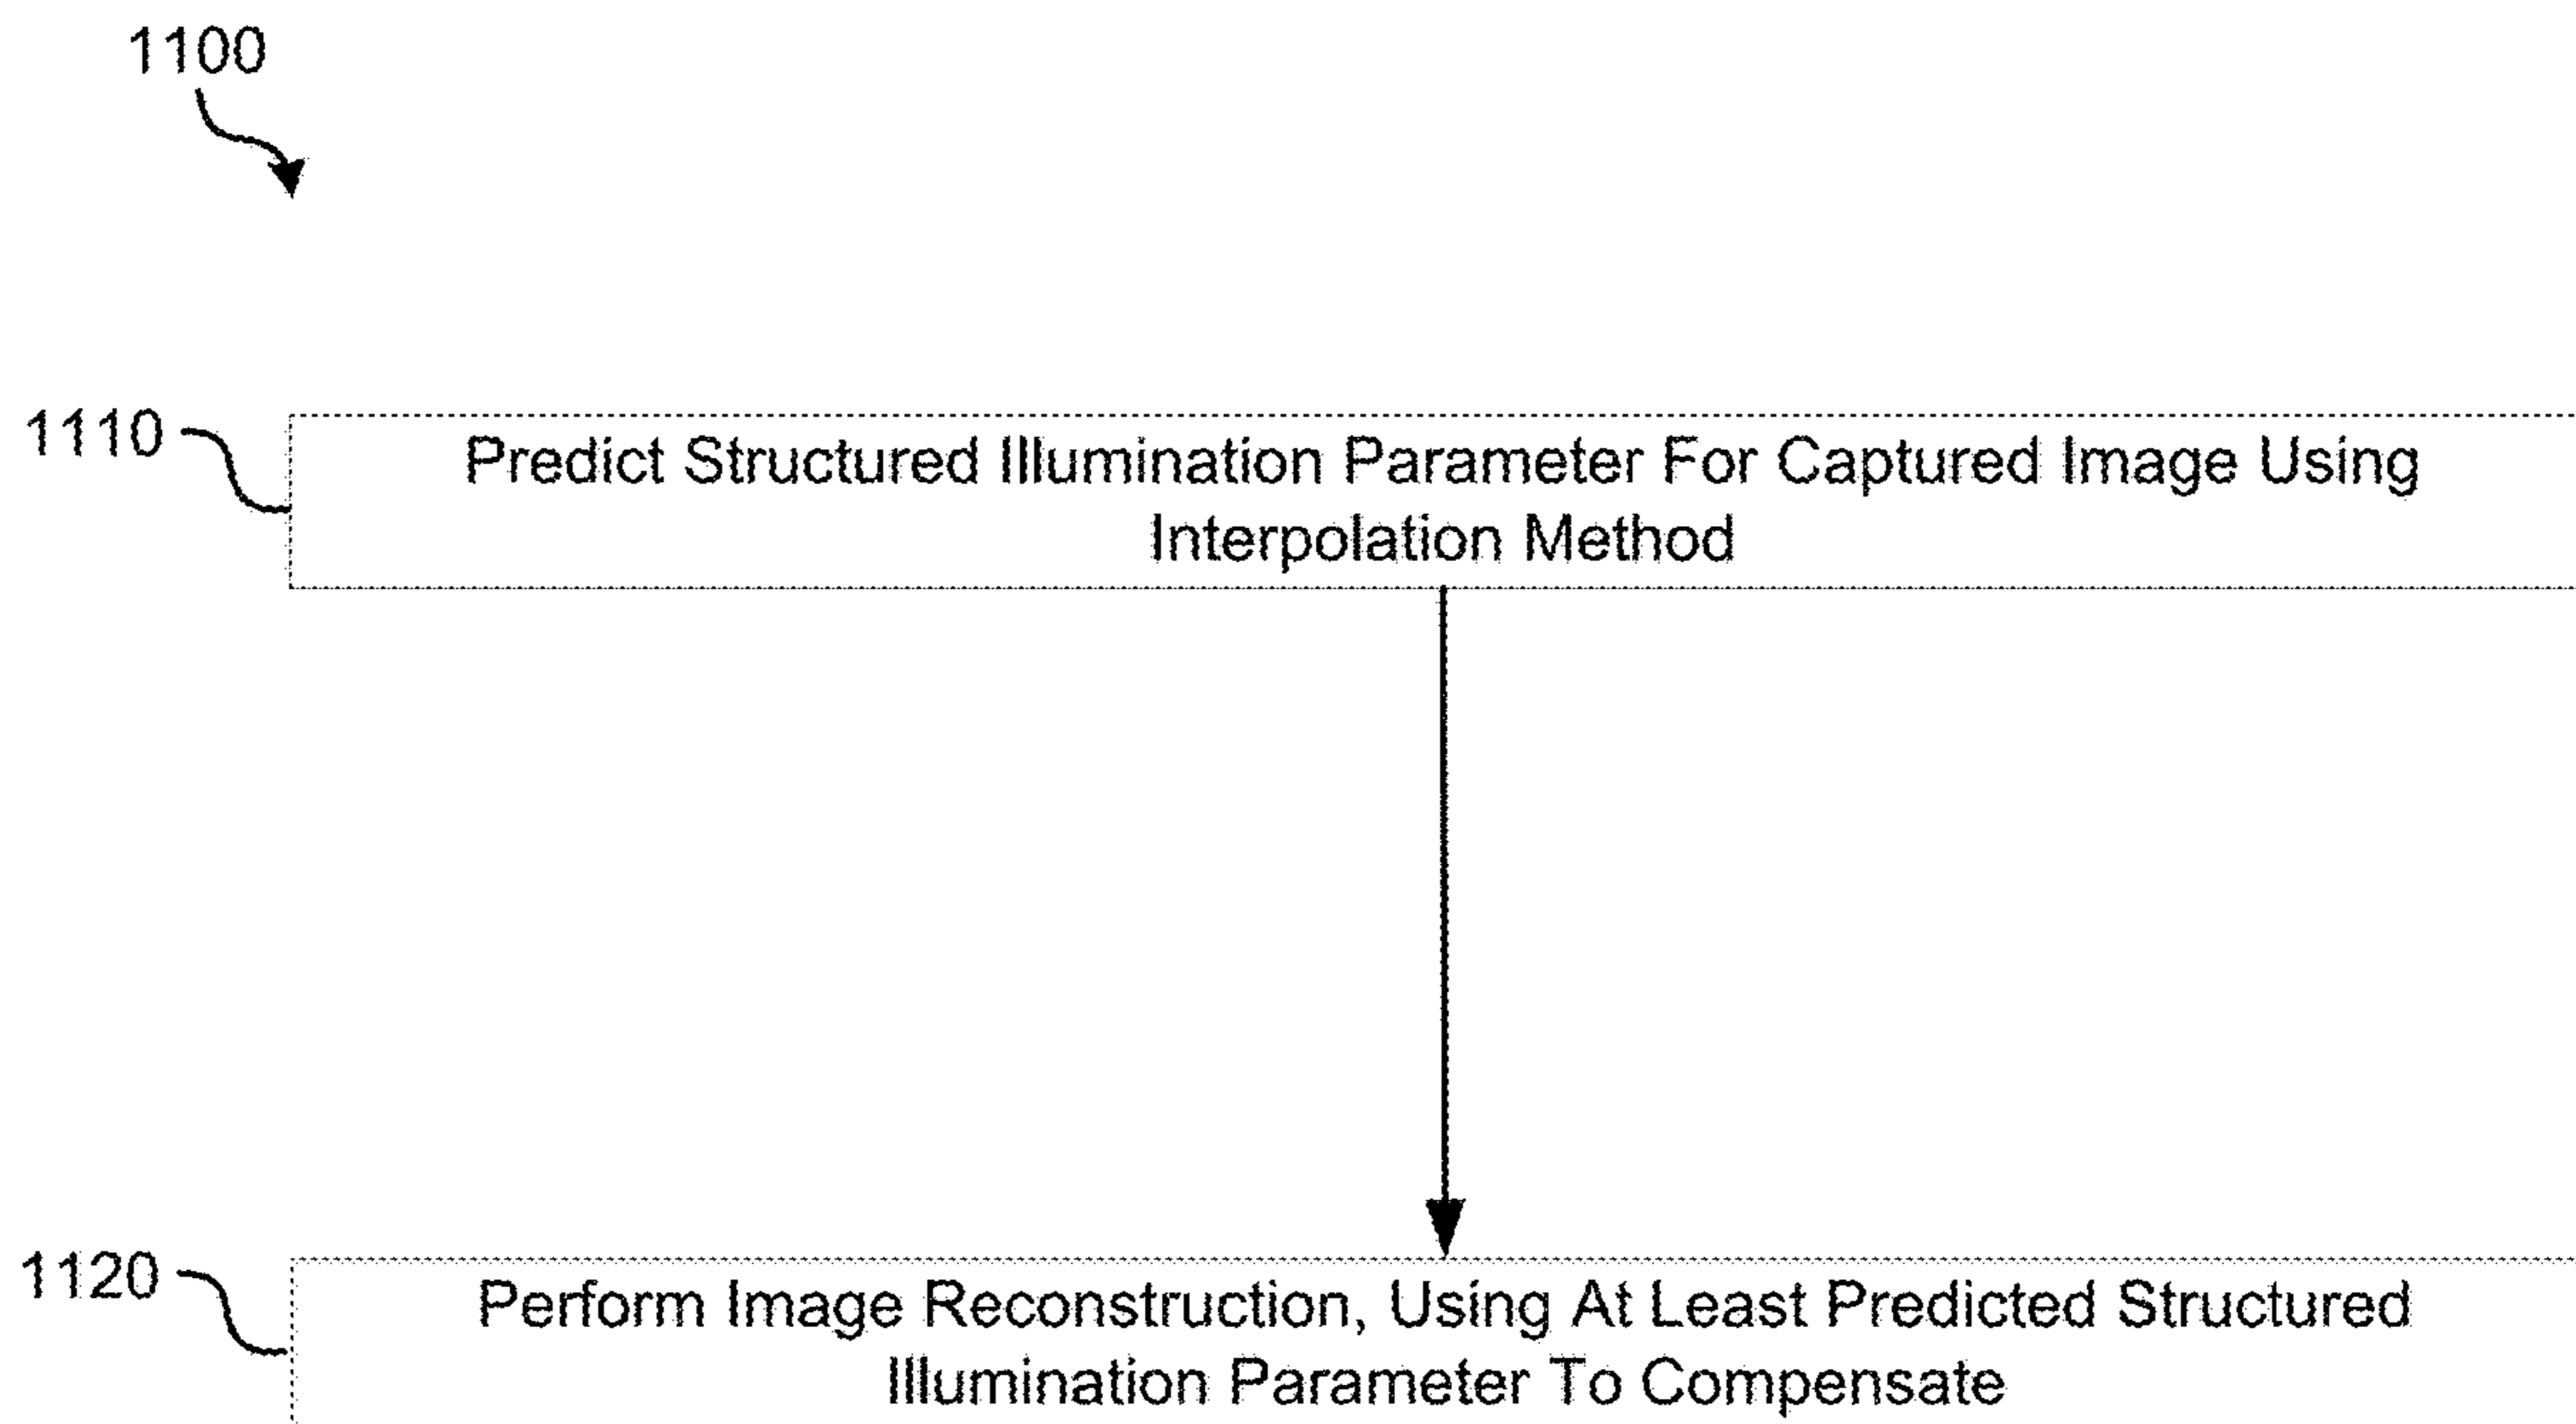 1100
1110
Predict Structured Illumination Parameter For Captured Image Using
Interpolation Method
1120
Perform Image Reconstruction, Using At Least Predicted Structured
Illumination Parameter To Compensate